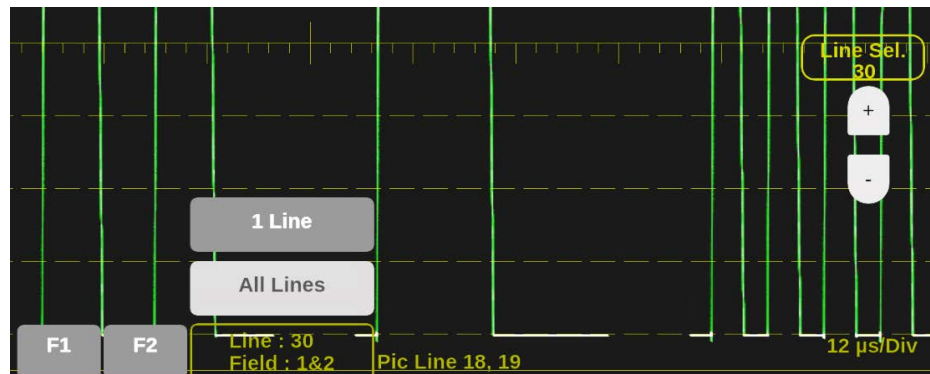 Line Sel.
30
+
-
1 Line
All Lines
F1
F2
Line : 30
Field : 1&2
Pic Line 18, 19
12 µs/Div